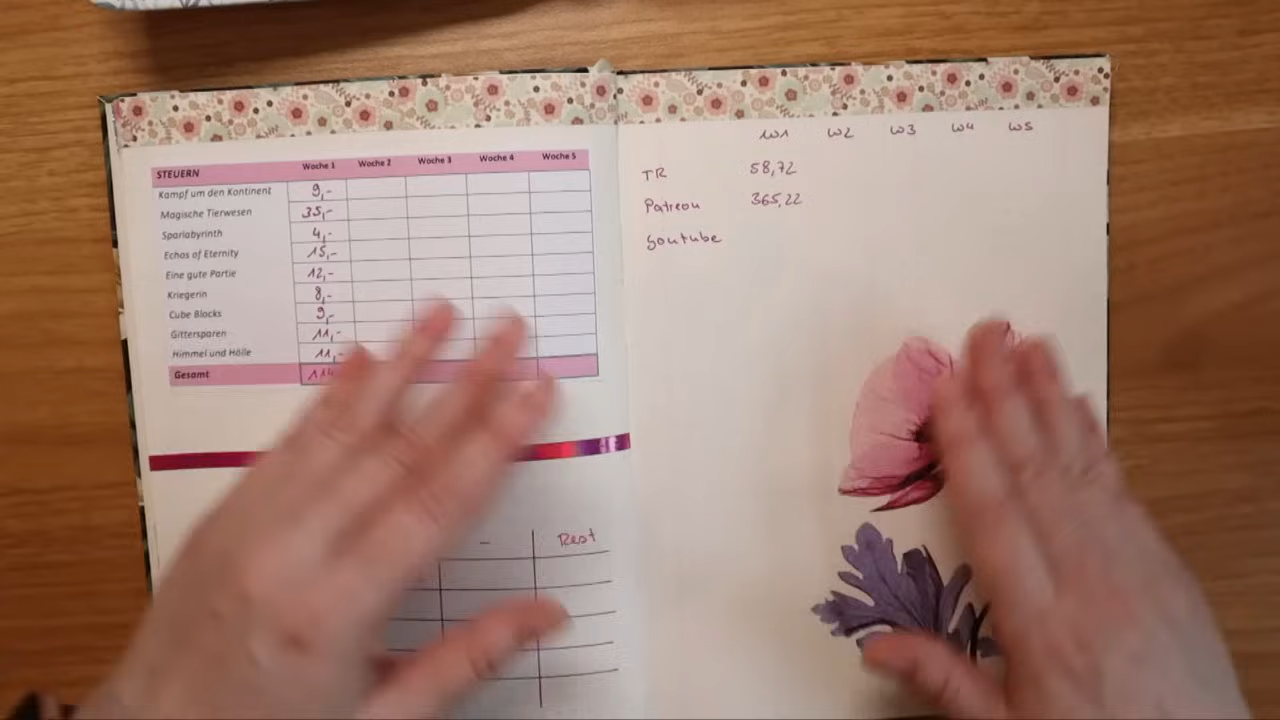 STEUERN Woche 1 Woche 2 Woche 3 Woche 4 Woche 5
Kampf um den Kontinent 9,-
Magische Tierwesen 35,-
Sparlabyrinth 4,-
Echos of Eternity 15,-
Eine gute Partie 12,-
Kriegerin 8,-
Cube Blocks 9,-
Gittersparen 11,-
Himmel und Hölle 11,-
Gesamt
- Rest
W1 W2 W3 W4 W5
TR 58,72
Patreon 365,22
Youtube